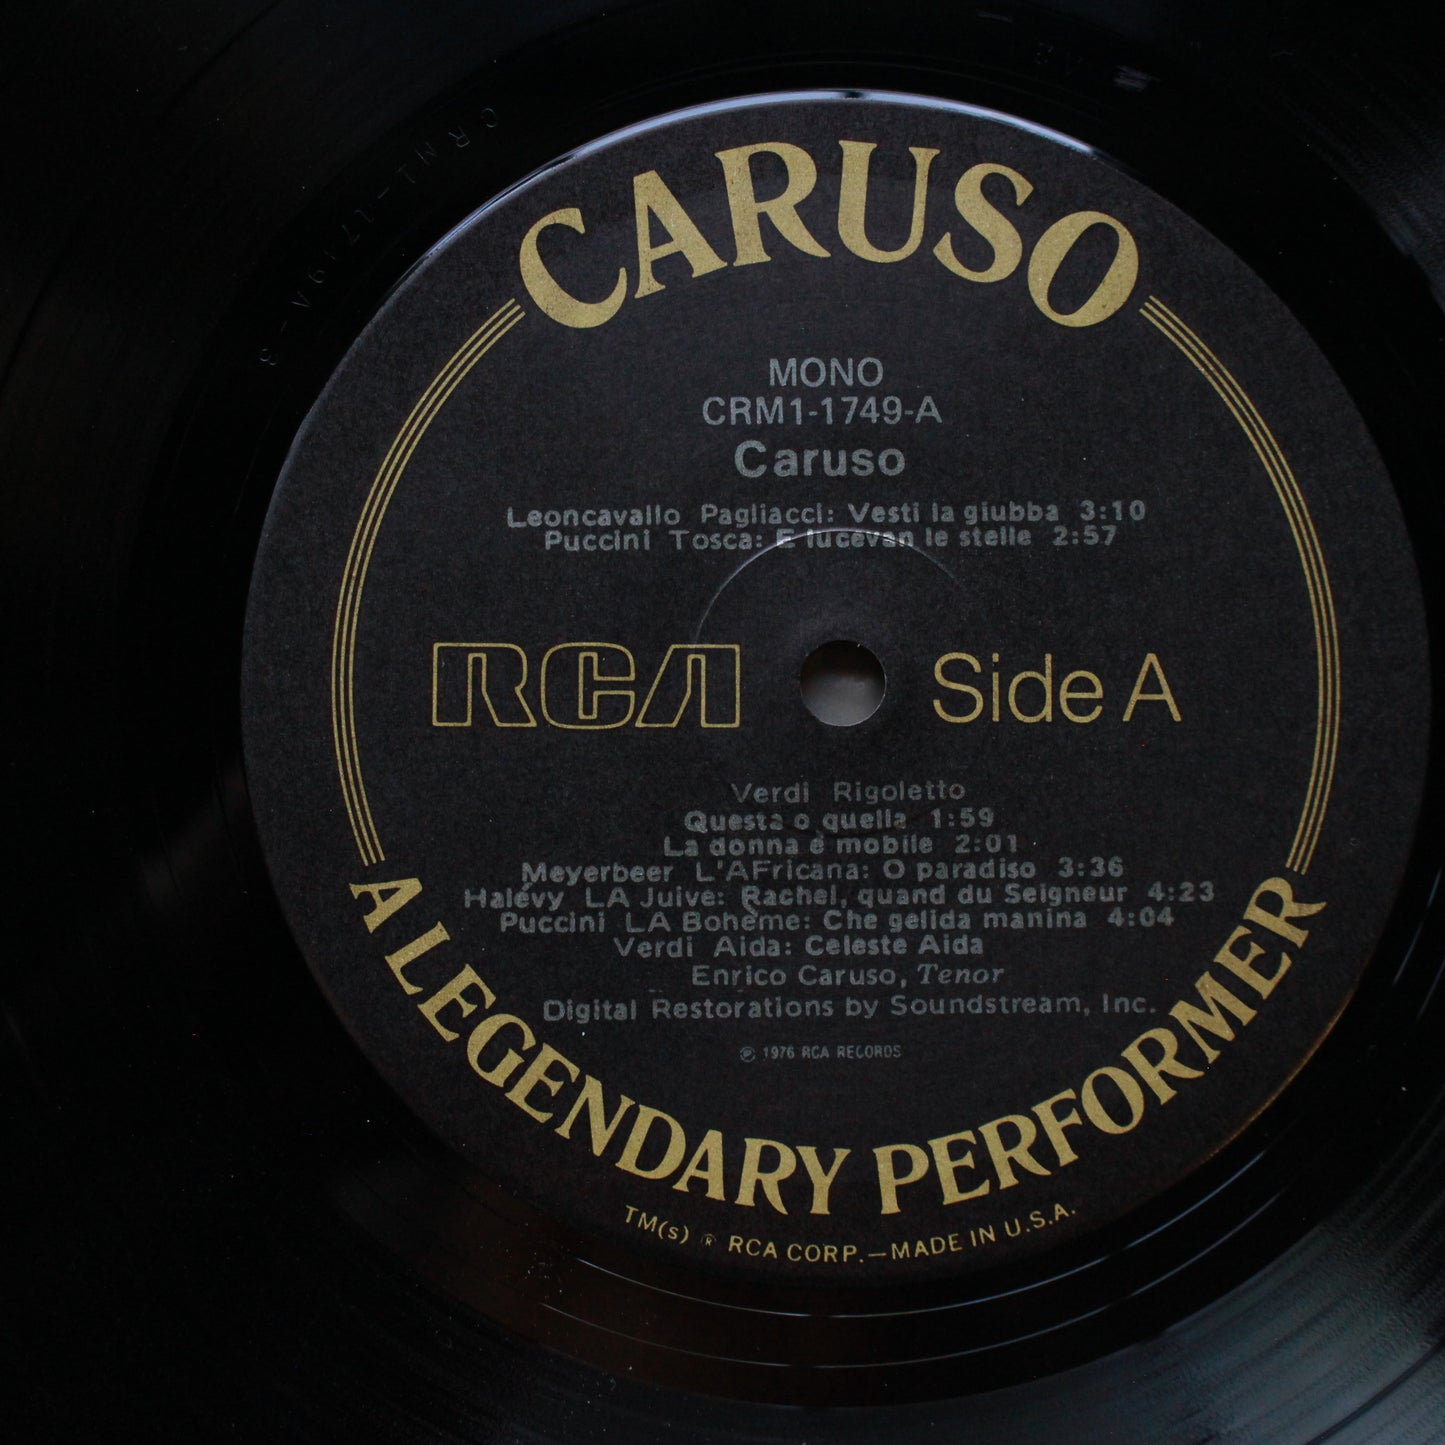 CARUSO
MONO
CRM1-1749-A
Caruso
Leoncavallo Pagliacci: Vesti la giubba 3:10
Puccini Tosca: E lucevan le stelle 2:57
RCA
Side A
Verdi Rigoletto
Questa o quella 1:59
La donna è mobile 2:01
Meyerbeer L'AFricana: O paradiso 3:36
Halévy LA Juive: Rachel, quand du Seigneur 4:23
Puccini LA Bohème: Che gelida manina 4:04
Verdi Aida: Celeste Aida
Enrico Caruso, Tenor
Digital Restorations by Soundstream, Inc.
℗ 1976 RCA RECORDS
A LEGENDARY PERFORMER
TM(s) ® RCA CORP.—MADE IN U.S.A.